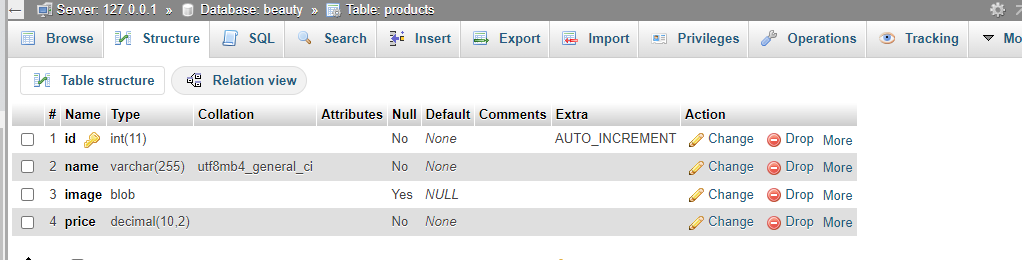 Server: 127.0.0.1 » Database: beauty » Table: products
Browse Structure SQL Search Insert Export Import Privileges Operations Tracking Mo
Table structure Relation view
# Name Type Collation Attributes Null Default Comments Extra Action
1 id int(11) No None AUTO_INCREMENT Change Drop More
2 name varchar(255) utf8mb4_general_ci No None Change Drop More
3 image blob Yes NULL Change Drop More
4 price decimal(10,2) No None Change Drop More